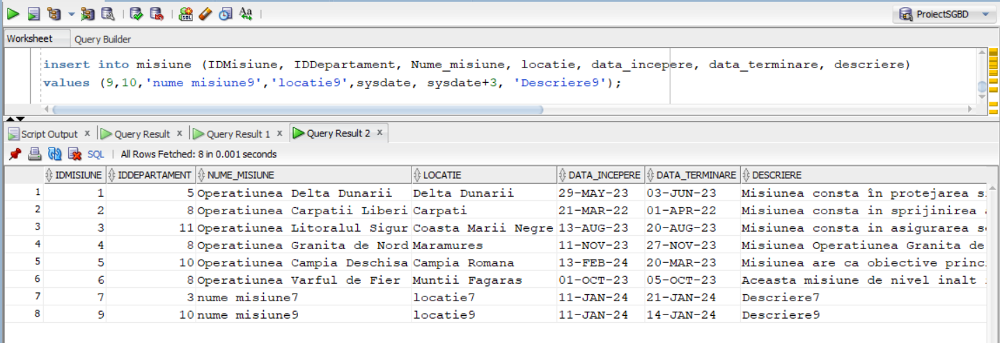 ProiectSGBD
Worksheet Query Builder
insert into misiune (IDMisiune, IDDepartament, Nume_misiune, locatie, data_incepere, data_terminare, descriere)
values (9,10,'nume misiune9','locatie9',sysdate, sysdate+3, 'Descriere9');
Script Output x Query Result x Query Result 1 x Query Result 2 x
SQL | All Rows Fetched: 8 in 0.001 seconds
IDMISIUNE IDDEPARTAMENT NUME_MISIUNE LOCATIE DATA_INCEPERE DATA_TERMINARE DESCRIERE
1 1 5 Operatiunea Delta Dunarii Delta Dunarii 29-MAY-23 03-JUN-23 Misiunea consta în protejarea
2 2 8 Operatiunea Carpatii Liberi Carpati 21-MAR-22 01-APR-22 Misiunea consta in sprijinirea
3 3 11 Operatiunea Litoralul Sigur Coasta Marii Negre 13-AUG-23 20-AUG-23 Misiunea consta in asigurarea
4 4 8 Operatiunea Granita de Nord Maramures 11-NOV-23 27-NOV-23 Misiunea Operatiunea Granita de
5 5 10 Operatiunea Campia Deschisa Campia Romana 13-FEB-24 20-MAR-23 Misiunea are ca obiective princ
6 6 8 Operatiunea Varful de Fier Muntii Fagaras 01-OCT-23 05-OCT-23 Aceasta misiune de nivel inalt
7 7 3 nume misiune7 locatie7 11-JAN-24 21-JAN-24 Descriere7
8 9 10 nume misiune9 locatie9 11-JAN-24 14-JAN-24 Descriere9